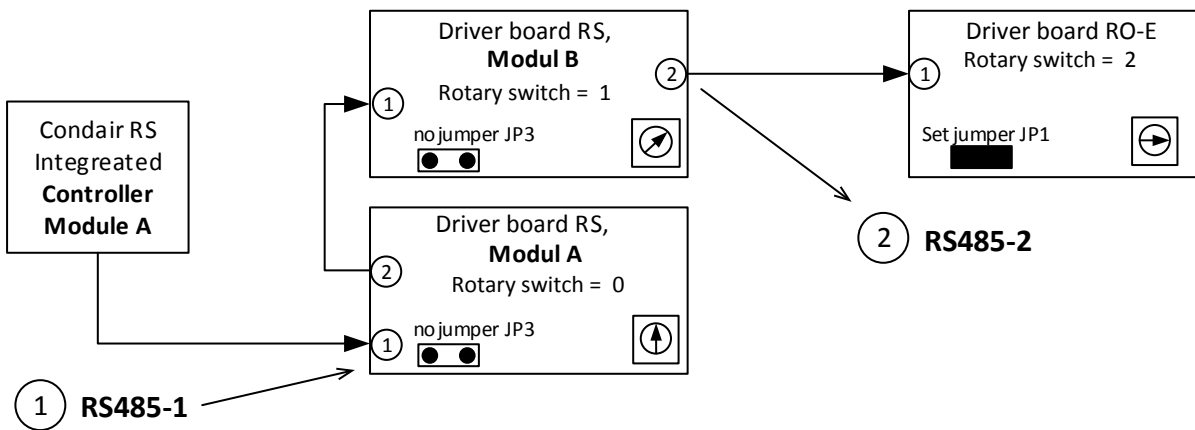 Condair RS
Integreated
Controller
Module A
Driver board RS,
Modul B
Rotary switch = 1
1
2
no jumper JP3
Driver board RO-E
Rotary switch = 2
1
Set jumper JP1
Driver board RS,
Modul A
Rotary switch = 0
2
1
no jumper JP3
2 RS485-2
1 RS485-1